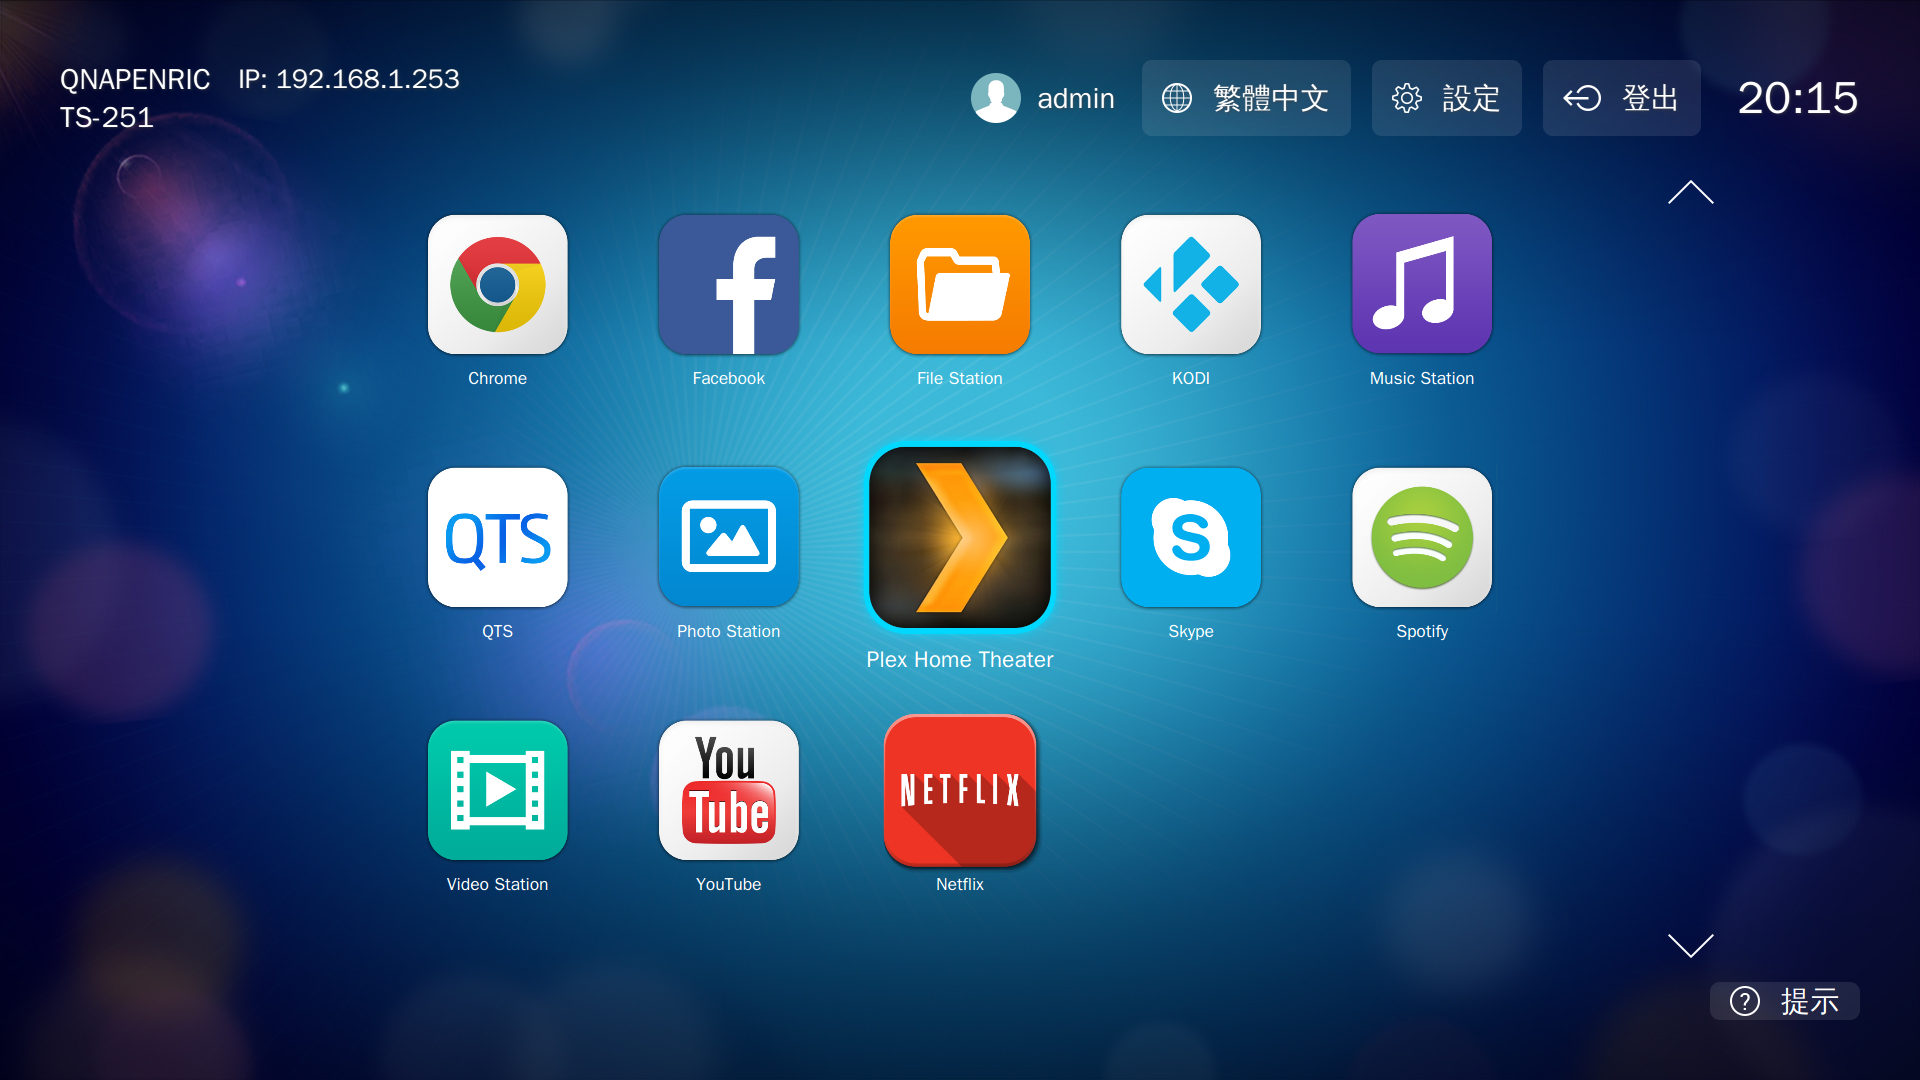 QNAPENRIC IP: 192.168.1.253
TS-251
admin 繁體中文 設定 登出 20:15
Chrome Facebook File Station KODI Music Station
QTS S
QTS Photo Station Plex Home Theater Skype Spotify
You
Tube NETFLIX
Video Station YouTube Netflix
? 提示